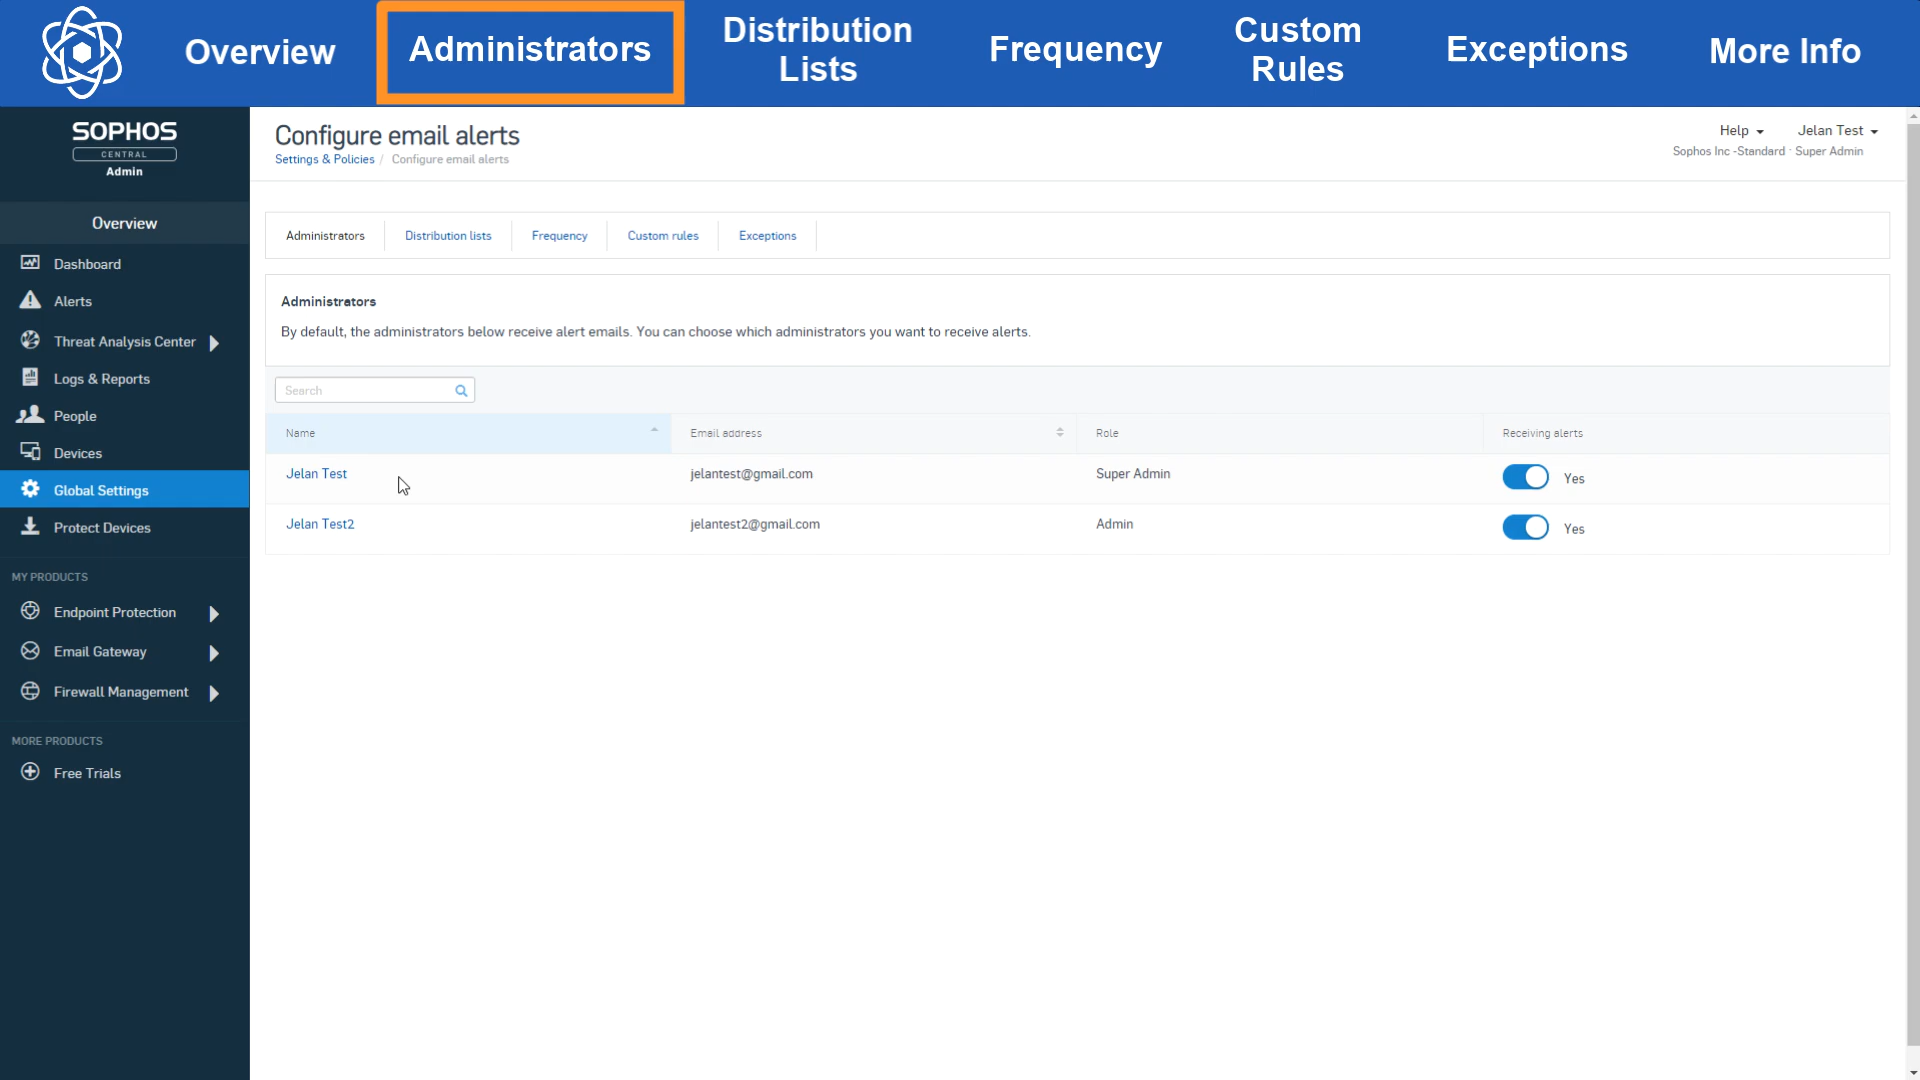 Overview
Administrators
Distribution
Lists
Frequency
Custom
Rules
Exceptions
More Info
SOPHOS
CENTRAL
Admin
Overview
Dashboard
Alerts
Threat Analysis Center
Logs & Reports
People
Devices
Global Settings
Protect Devices
MY PRODUCTS
Endpoint Protection
Email Gateway
Firewall Management
MORE PRODUCTS
Free Trials
Configure email alerts
Settings & Policies / Configure email alerts
Help Jelan Test
Sophos Inc -Standard · Super Admin
Administrators Distribution lists Frequency Custom rules Exceptions
Administrators
By default, the administrators below receive alert emails. You can choose which administrators you want to receive alerts.
Search
Name Email address Role Receiving alerts
Jelan Test jelantest@gmail.com Super Admin Yes
Jelan Test2 jelantest2@gmail.com Admin Yes